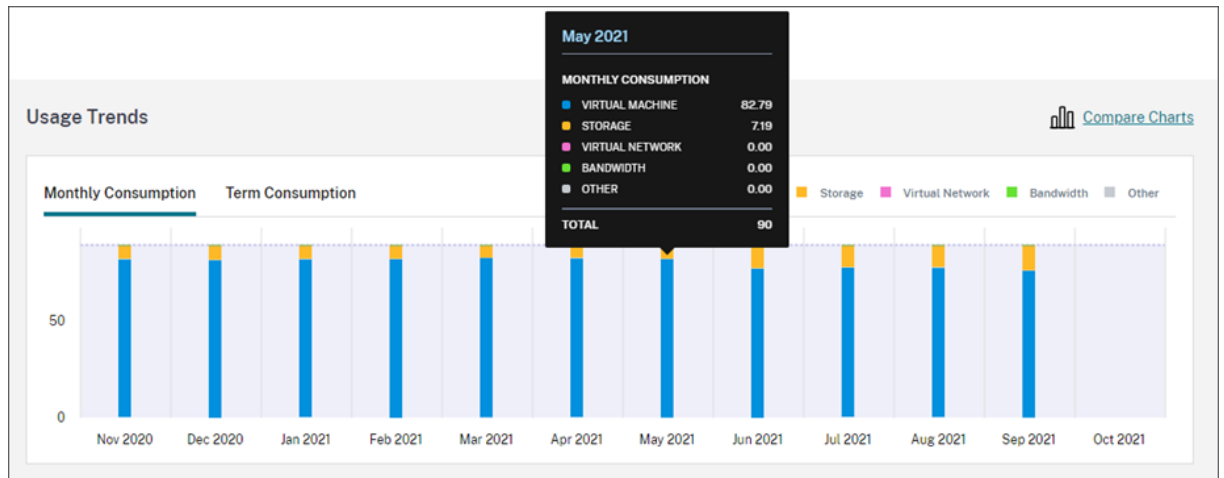 May 2021
MONTHLY CONSUMPTION
VIRTUAL MACHINE 82.79
STORAGE 7.19
VIRTUAL NETWORK 0.00
BANDWIDTH 0.00
OTHER 0.00
TOTAL 90
Usage Trends
Compare Charts
Monthly Consumption Term Consumption
Storage Virtual Network Bandwidth Other
50
0
Nov 2020 Dec 2020 Jan 2021 Feb 2021 Mar 2021 Apr 2021 May 2021 Jun 2021 Jul 2021 Aug 2021 Sep 2021 Oct 2021